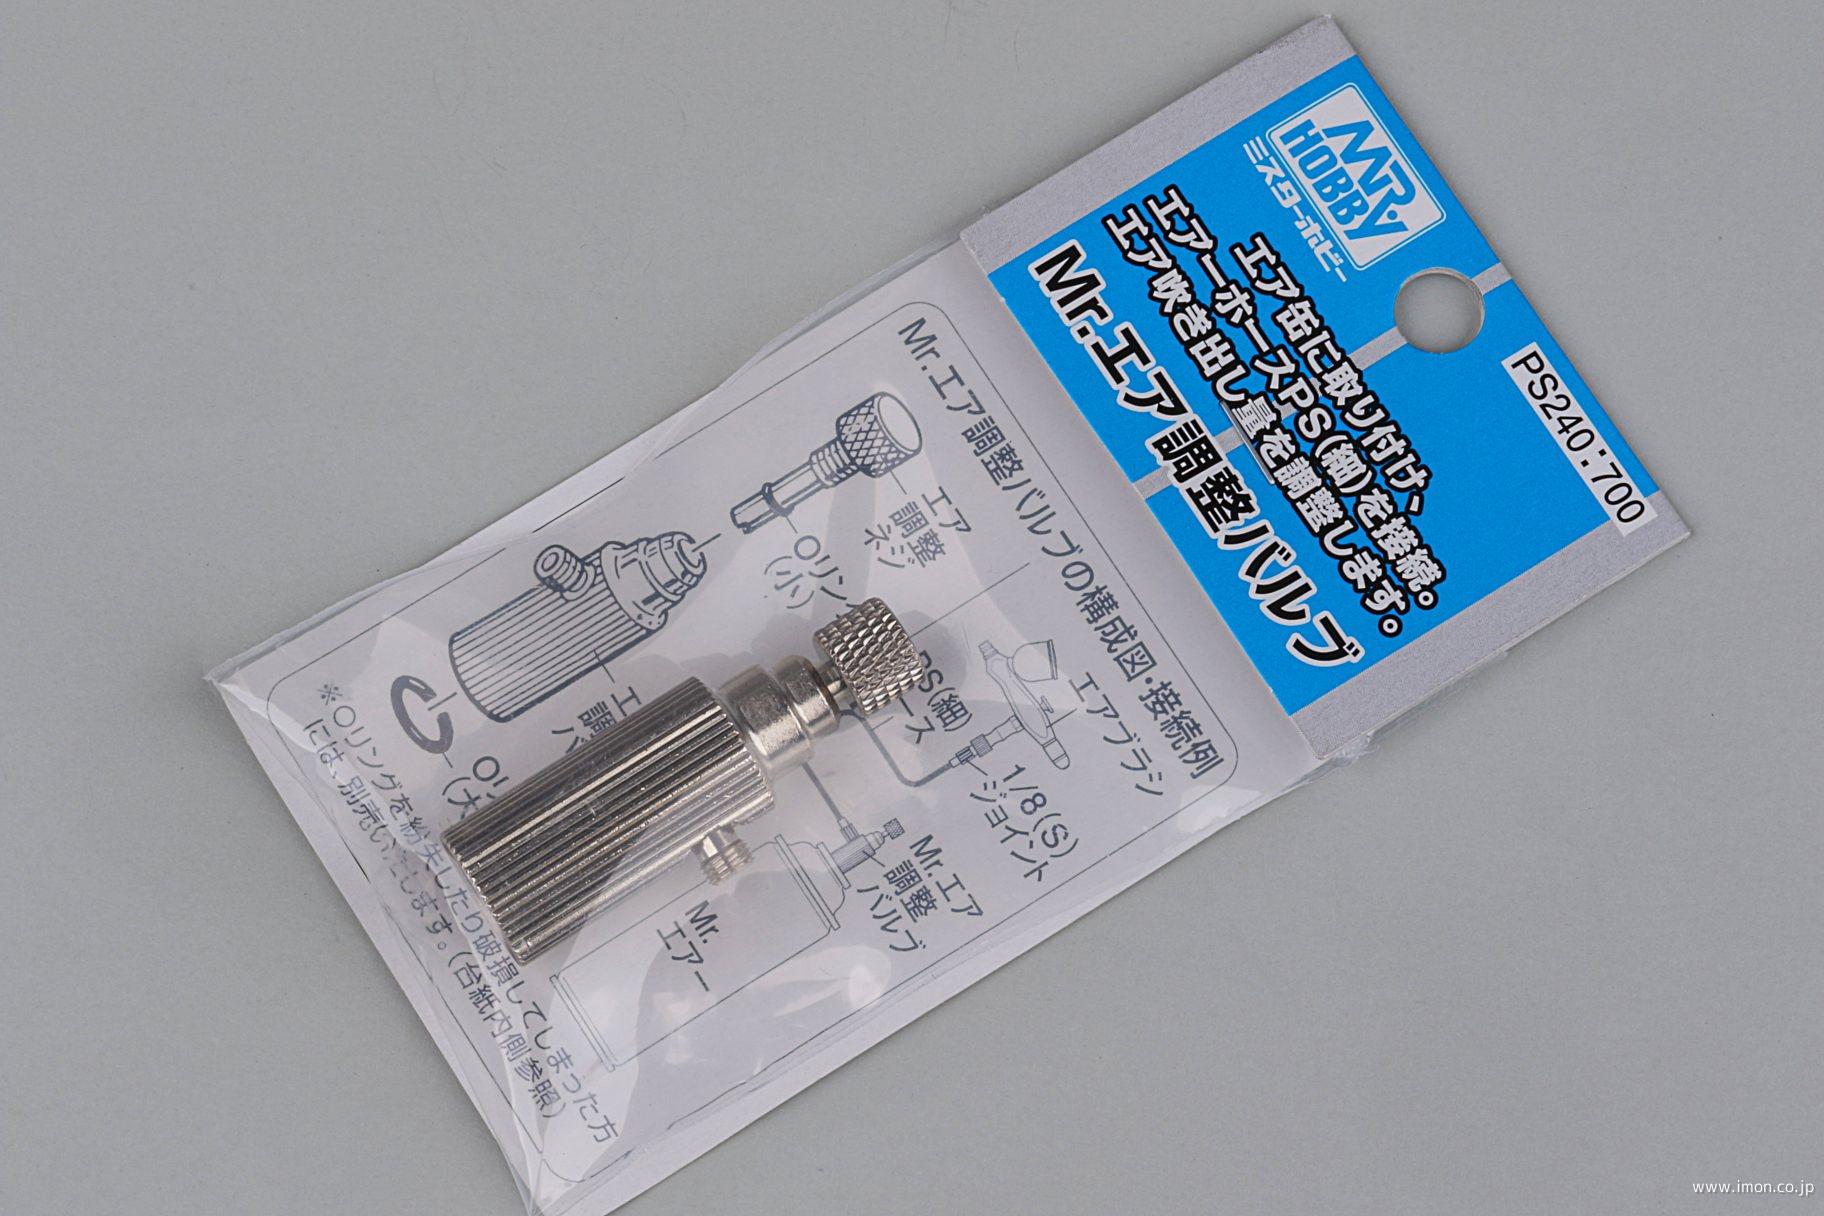 PS240:700
Mr.
HOBBY
ミスターホビー
エア缶に取り付け、
エアーホースPS(細)を接続。
エア吹き出し量を調整します。
Mr.エア調整バルブ
Mr.エア調整バルブの構成図・接続例
エア
調整
ネジ
Oリング
(小)
PS(細)
エアブラシ
1/8(S)
ジョイント
Mr.エア
調整
バルブ
Mr.
エアー
※Oリングを紛失したり破損してしまった方
には、別売いたします。(台紙内側参照)
www.imon.co.jp